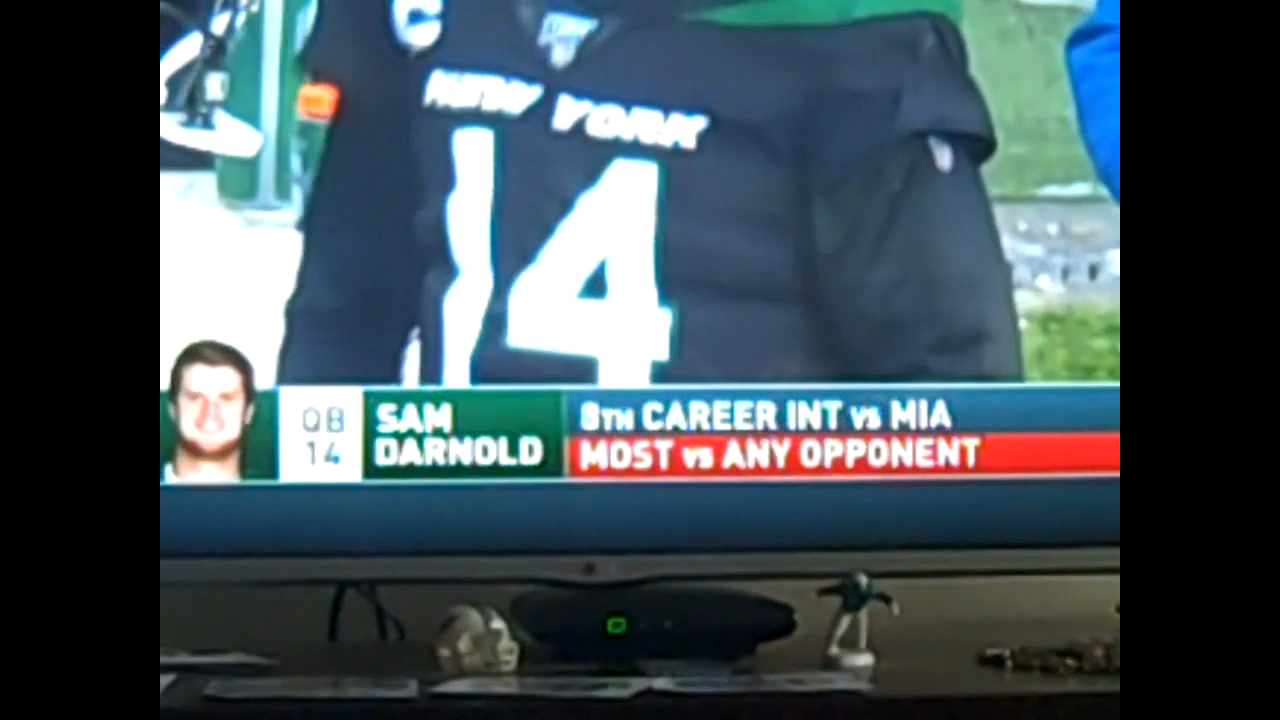 C
NEW YORK
14
QB
14
SAM
DARNOLD
8TH CAREER INT vs MIA
MOST vs ANY OPPONENT